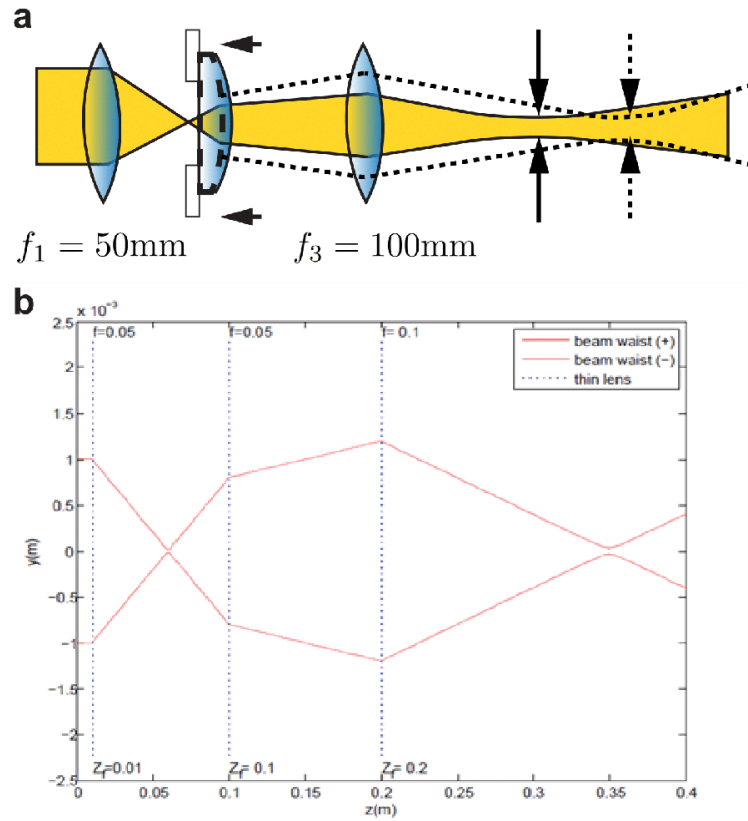 a
f₁ = 50mm
f₃ = 100mm
b
x 10⁻³
f=0.05
f=0.05
f= 0.1
beam waist (+)
beam waist (−)
thin lens
2.5
2
1.5
1
0.5
0
−0.5
−1
−1.5
−2
−2.5
y(m)
Z_f= 0.01
Z_f= 0.1
Z_f= 0.2
0
0.05
0.1
0.15
0.2
0.25
0.3
0.35
0.4
z(m)